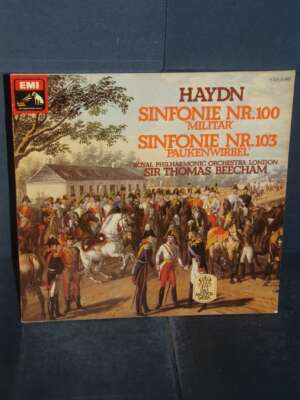 EMI
HAYDN
SINFONIE NR.100
'MILITÄR'
SINFONIE NR.103
'PAUKENWIRBEL'
ROYAL PHILHARMONIC ORCHESTRA, LONDON
SIR THOMAS BEECHAM